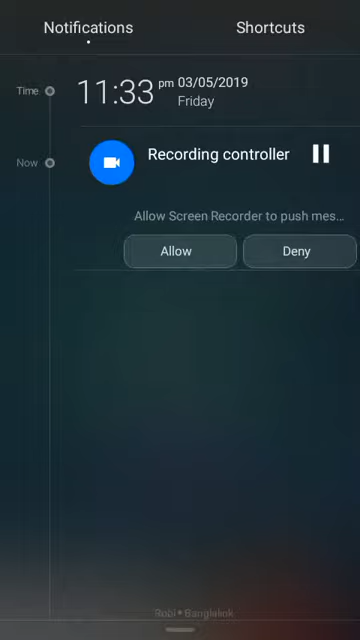 Notifications
Shortcuts
Time
11:33 pm 03/05/2019
Friday
Now
Recording controller
Allow Screen Recorder to push mes...
Allow
Deny
Robi • Banglalink